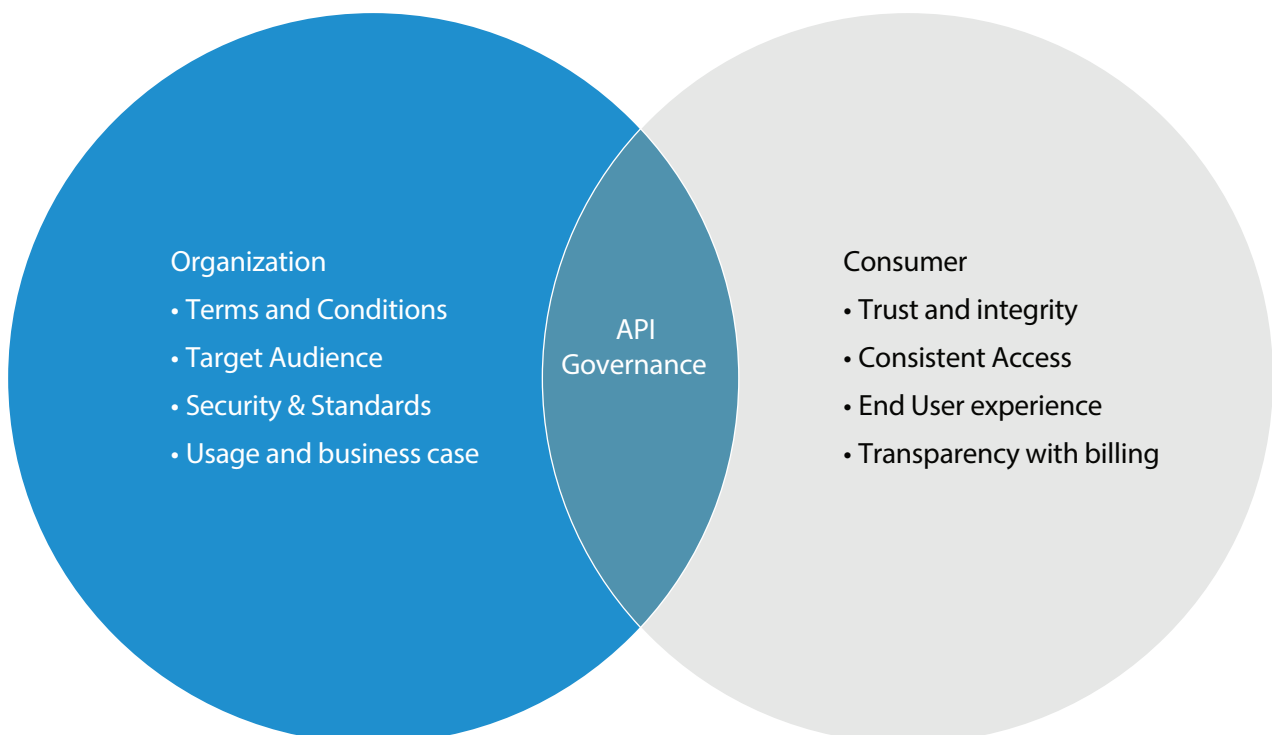 Organization
• Terms and Conditions
• Target Audience
• Security & Standards
• Usage and business case
API
Governance
Consumer
• Trust and integrity
• Consistent Access
• End User experience
• Transparency with billing